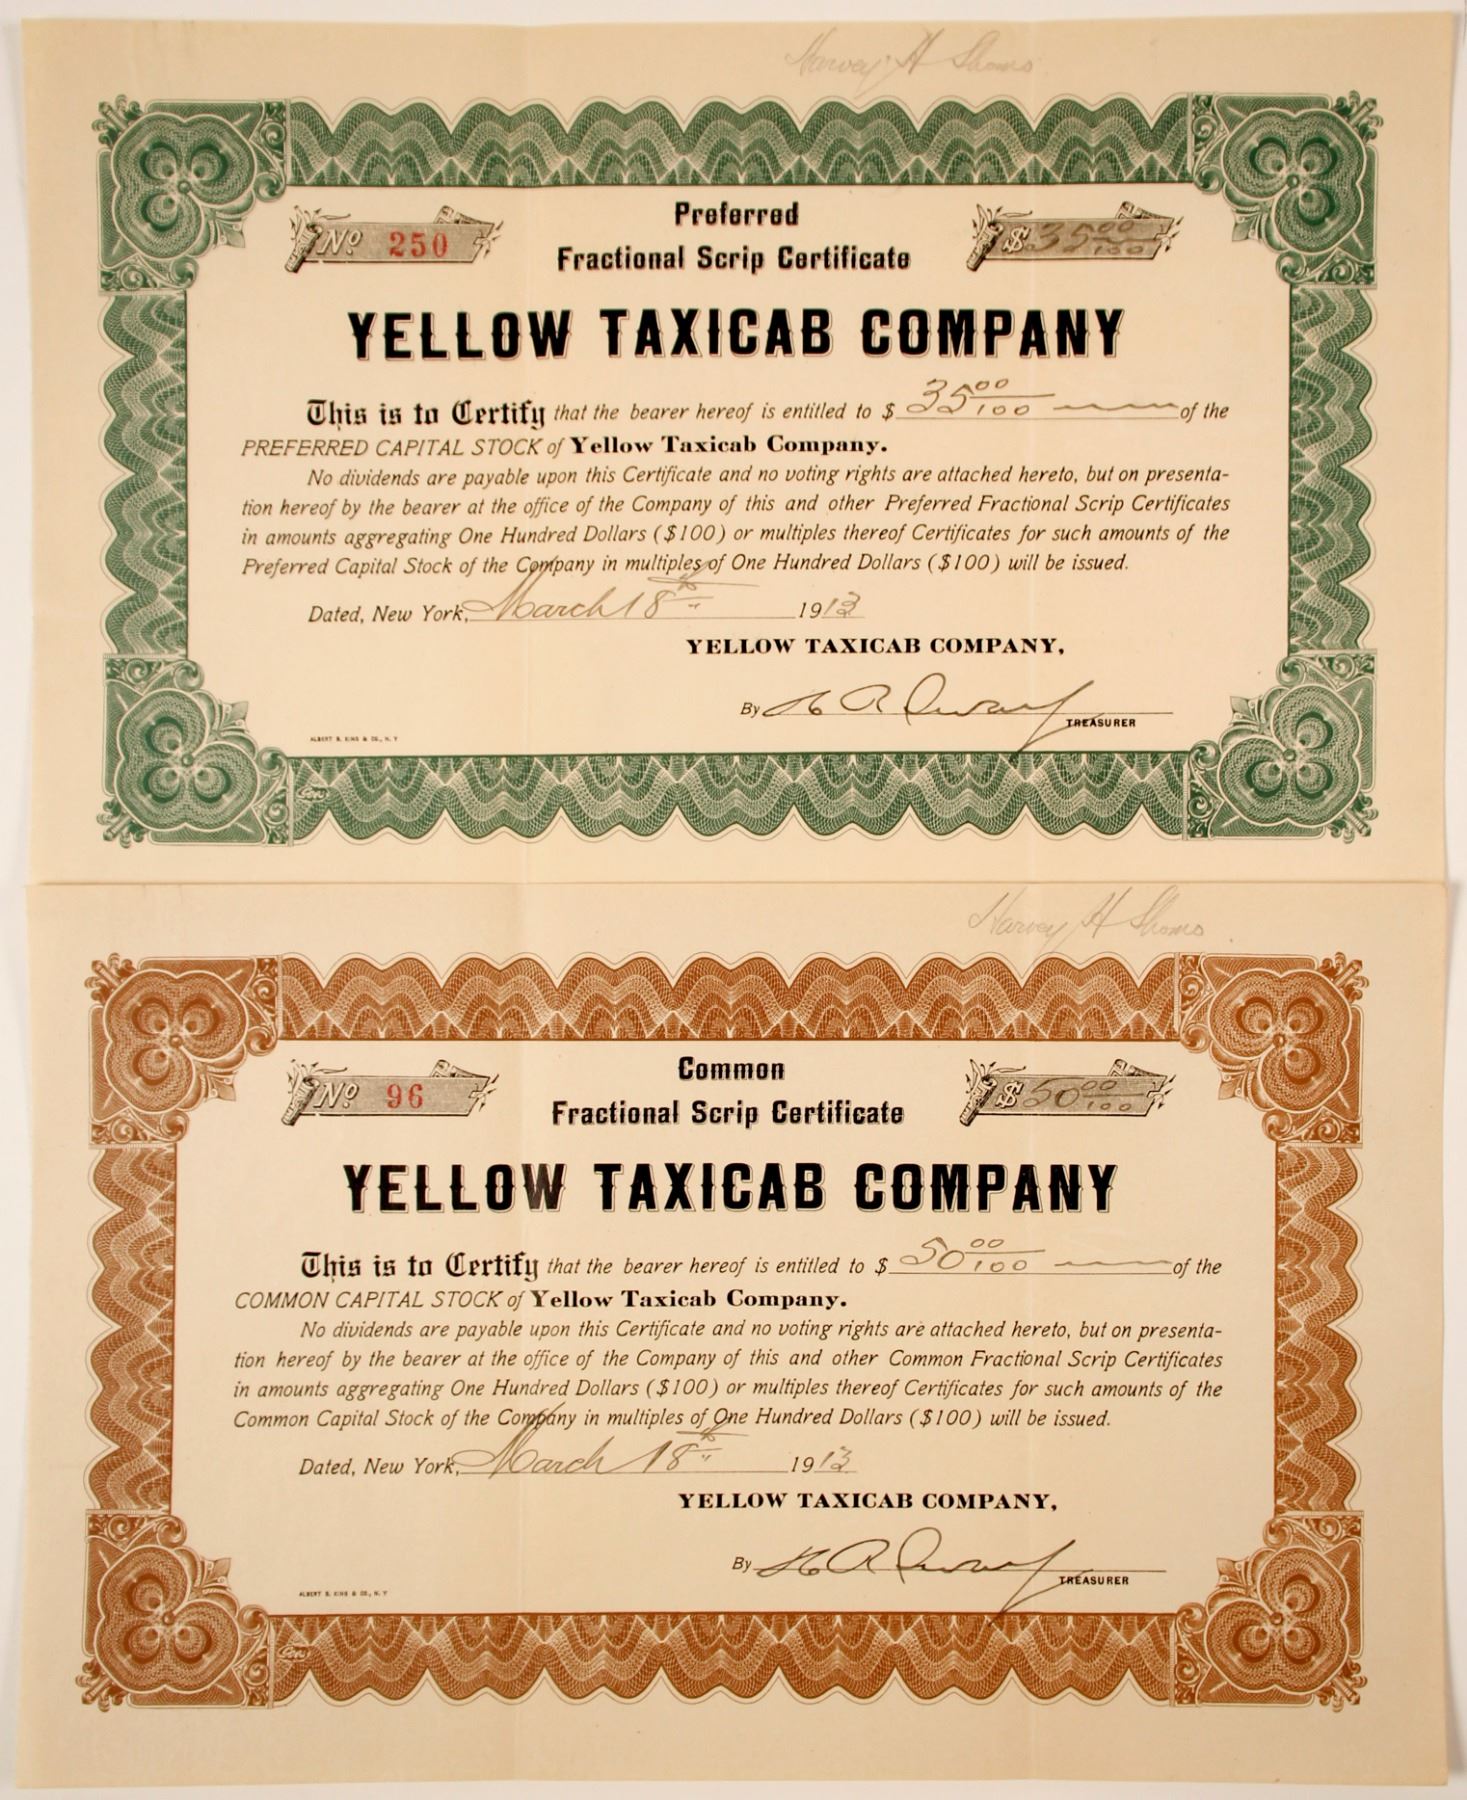 Harvey H
Preferred
No 250
$ 35 00/100
Fractional Scrip Certificate
YELLOW TAXICAB COMPANY
This is to Certify that the bearer hereof is entitled to $ 35 00/100 of the
PREFERRED CAPITAL STOCK of Yellow Taxicab Company.
No dividends are payable upon this Certificate and no voting rights are attached hereto, but on presenta-
tion hereof by the bearer at the office of the Company of this and other Preferred Fractional Scrip Certificates
in amounts aggregating One Hundred Dollars ($100) or multiples thereof Certificates for such amounts of the
Preferred Capital Stock of the Company in multiples of One Hundred Dollars ($100) will be issued.
Dated, New York, March 18th 1913
YELLOW TAXICAB COMPANY,
By
TREASURER
ALBERT B. KING & CO., N. Y
Harvey H
Common
No 96
$ 50 00/100
Fractional Scrip Certificate
YELLOW TAXICAB COMPANY
This is to Certify that the bearer hereof is entitled to $ 50 00/100 of the
COMMON CAPITAL STOCK of Yellow Taxicab Company.
No dividends are payable upon this Certificate and no voting rights are attached hereto, but on presenta-
tion hereof by the bearer at the office of the Company of this and other Common Fractional Scrip Certificates
in amounts aggregating One Hundred Dollars ($100) or multiples thereof Certificates for such amounts of the
Common Capital Stock of the Company in multiples of One Hundred Dollars ($100) will be issued.
Dated, New York, March 18th 1913
YELLOW TAXICAB COMPANY,
By
TREASURER
ALBERT B. KING & CO., N. Y